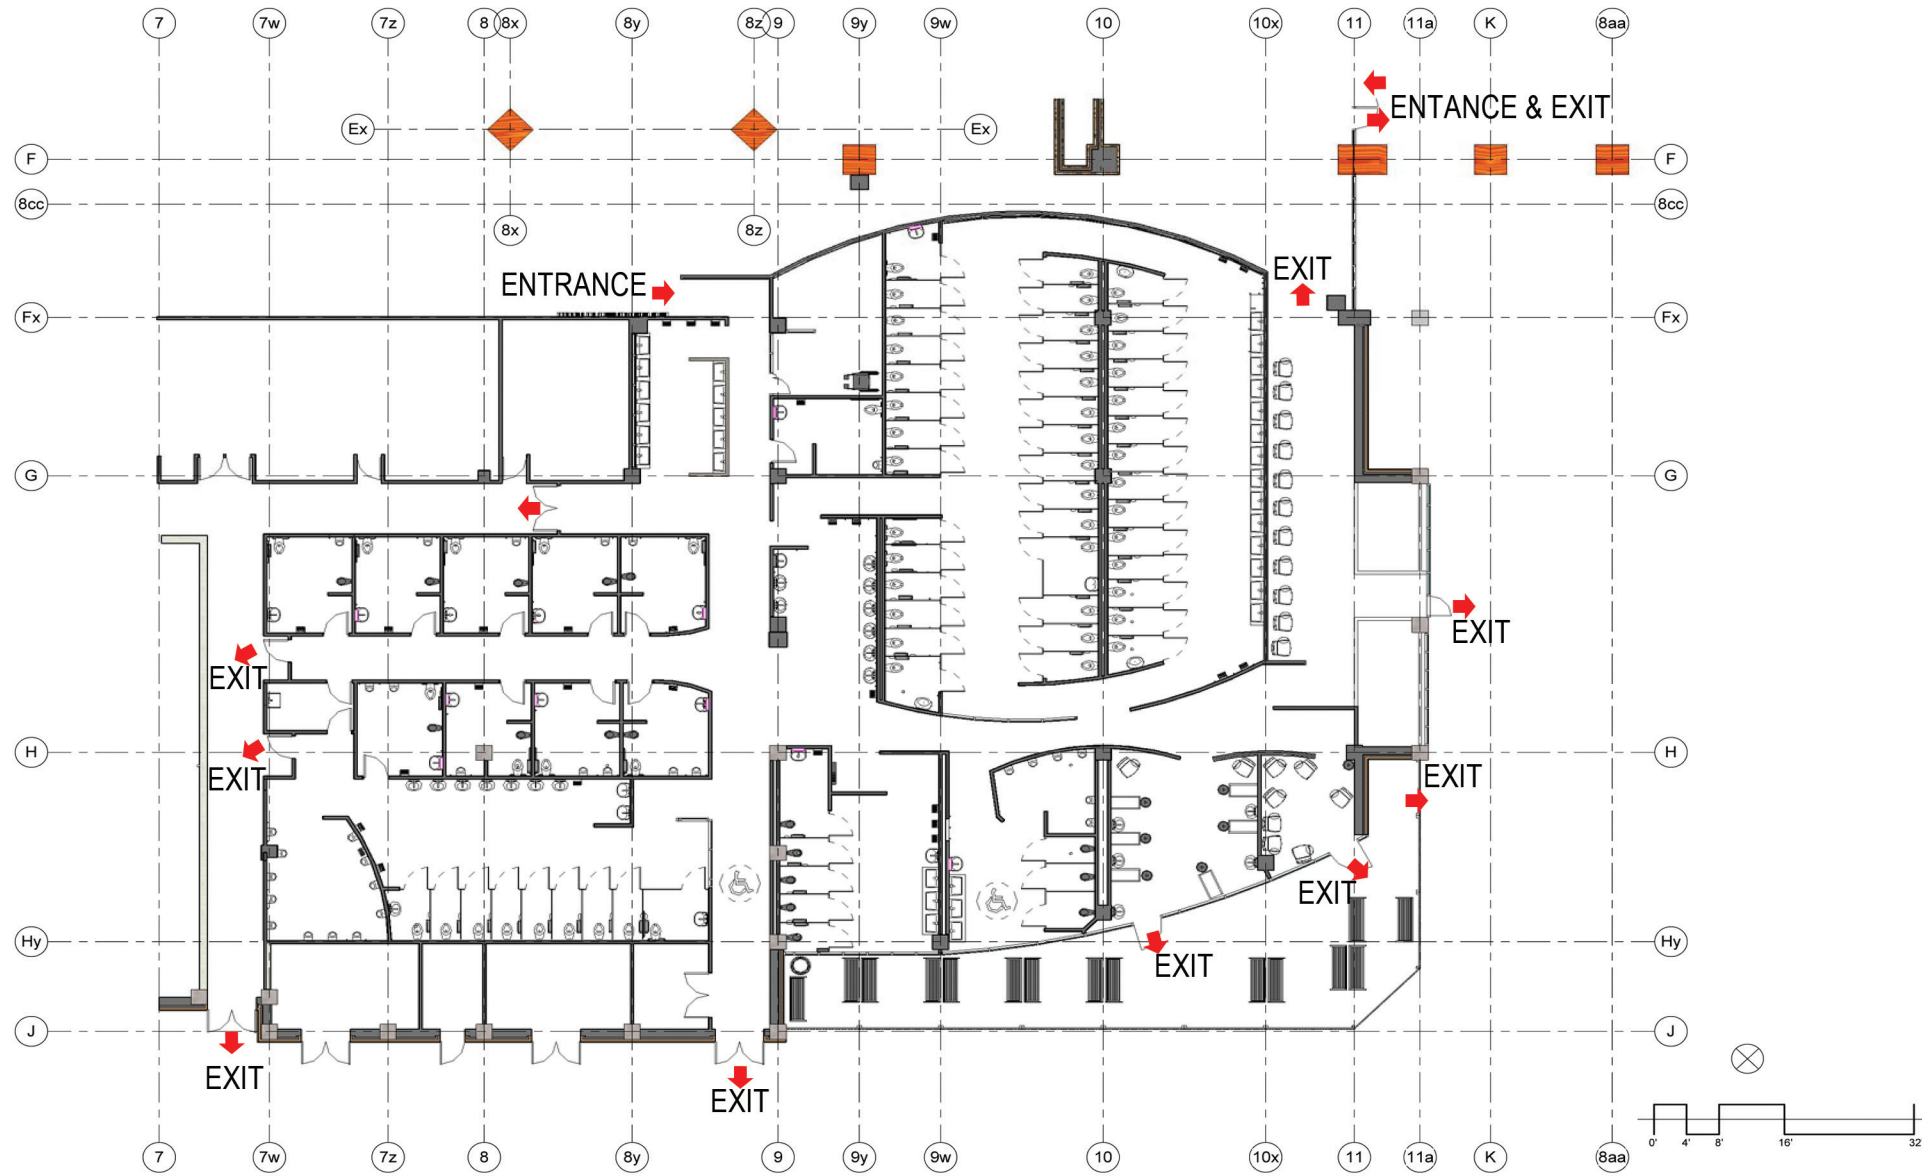 7 7w 7z 8 8x 8y 8z 9 9y 9w 10 10x 11 11a K 8aa
ENTANCE & EXIT
Ex Ex
F F
8cc 8cc
8x 8z
EXIT
ENTRANCE
Fx Fx
G G
EXIT
EXIT
H H
EXIT EXIT
EXIT
Hy Hy
EXIT
J J
EXIT
EXIT
0' 4' 8' 16' 32
7 7w 7z 8 8y 9 9y 9w 10 10x 11 11a K 8aa